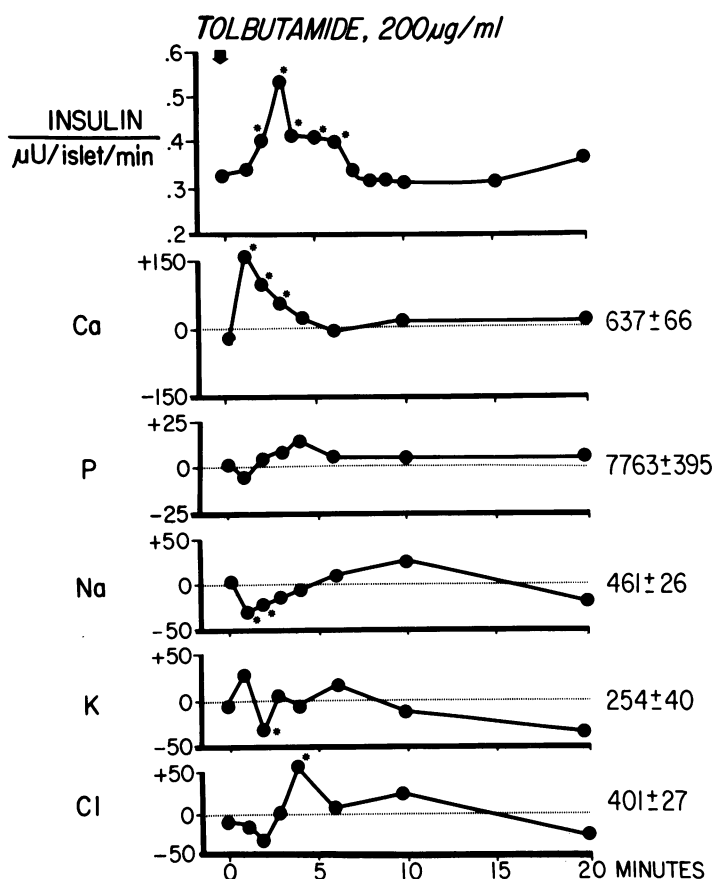 TOLBUTAMIDE, 200µg/ml
.6
.5
INSULIN
µU/islet/min
.4
.3
.2
+150
Ca
0
637±66
-150
+25
P
0
7763±395
-25
+50
Na
0
461±26
-50
+50
K
0
254±40
-50
+50
Cl
0
401±27
-50
0 5 10 15 20 MINUTES